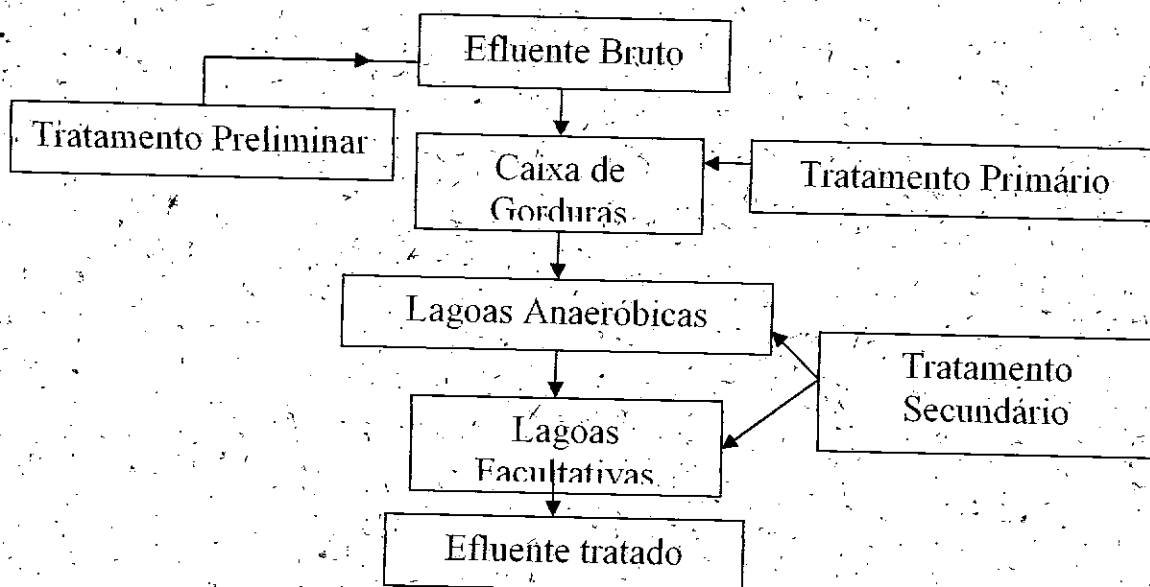 Efluente Bruto
Tratamento Preliminar
Caixa de
Gorduras
Tratamento Primário
Lagoas Anaeróbicas
Tratamento
Secundário
Lagoas
Facultativas
Efluente tratado